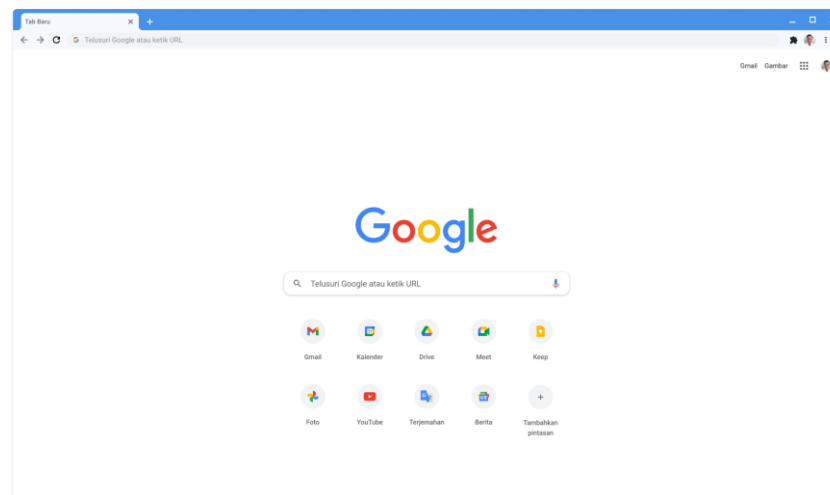 Tab Baru
Telusuri Google atau ketik URL
Gmail Gambar
Google
Telusuri Google atau ketik URL
Gmail Kalender Drive Meet Keep
Foto YouTube Terjemahan Berita Tambahkan
pintasan